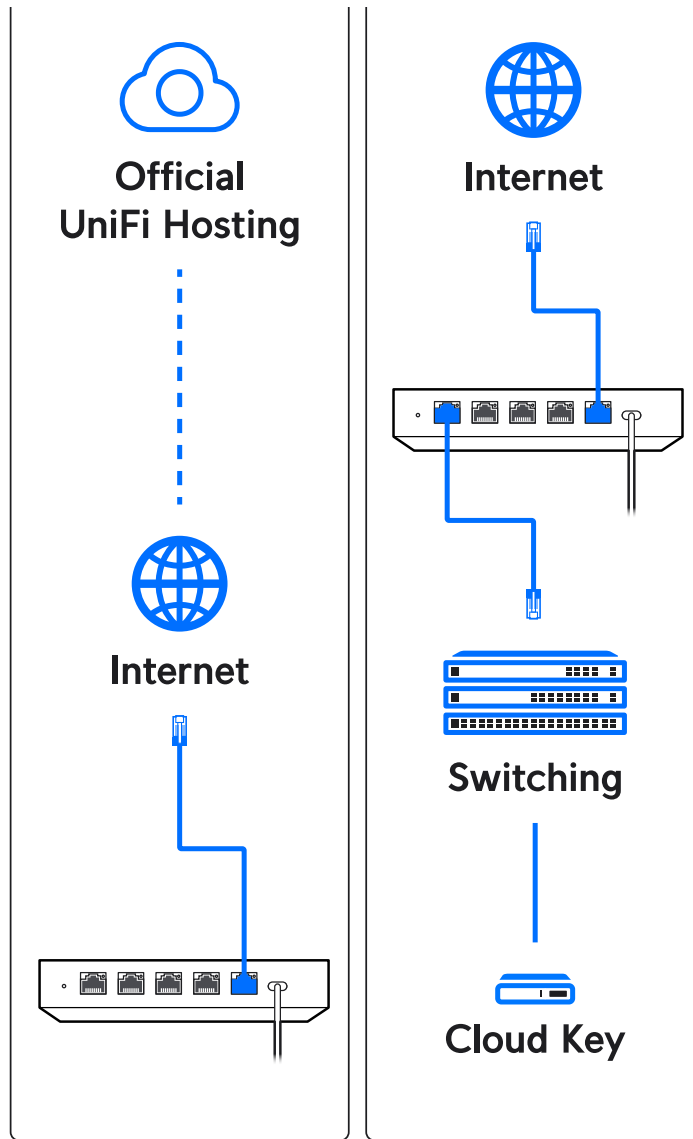 Official
UniFi Hosting
Internet
Internet
Switching
Cloud Key